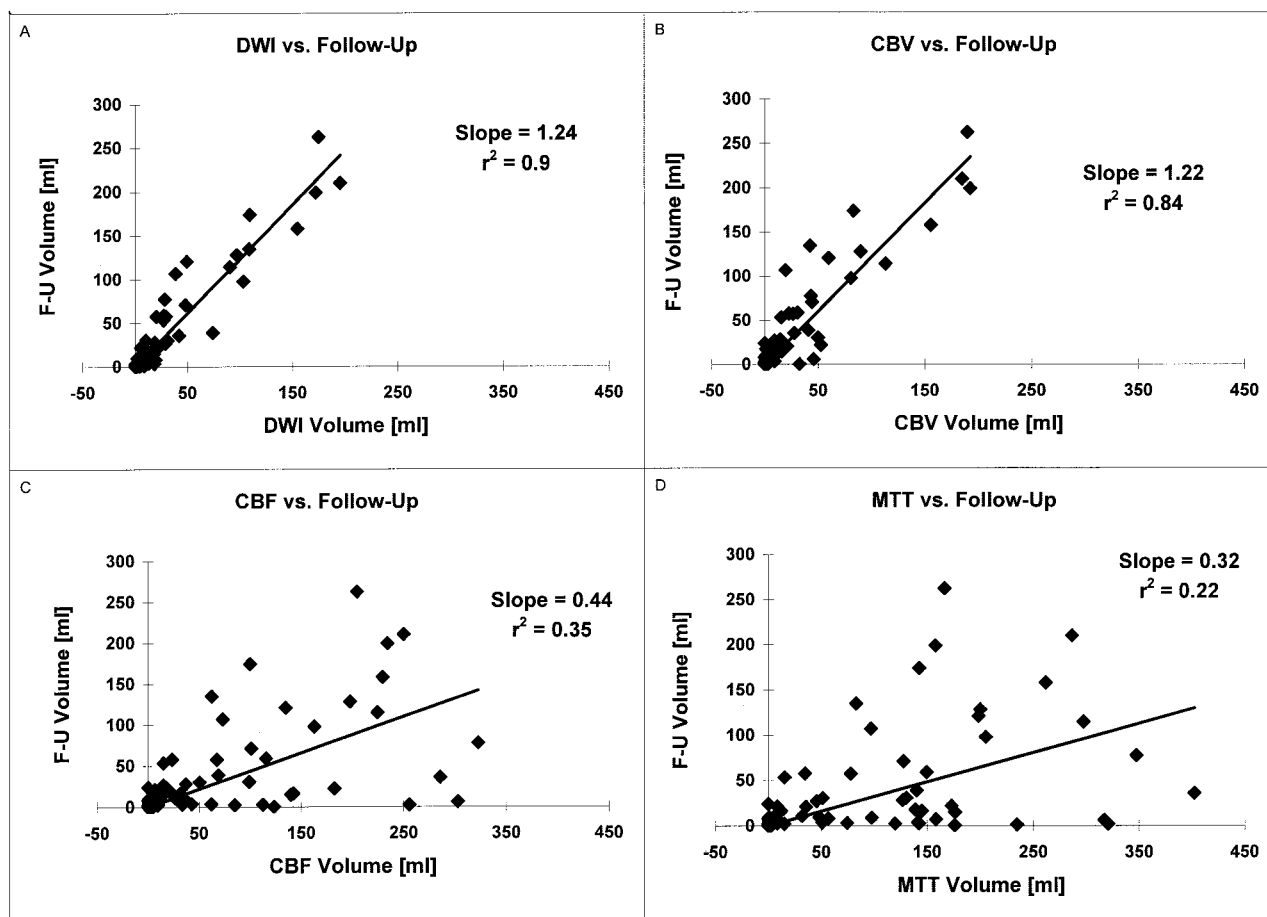 A
DWI vs. Follow-Up
300
250
200
150
100
50
0
F-U Volume [ml]
Slope = 1.24
r² = 0.9
-50
50
150
250
350
450
DWI Volume [ml]
B
CBV vs. Follow-Up
300
250
200
150
100
50
0
F-U Volume [ml]
Slope = 1.22
r² = 0.84
-50
50
150
250
350
450
CBV Volume [ml]
C
CBF vs. Follow-Up
300
250
200
150
100
50
0
F-U Volume [ml]
Slope = 0.44
r² = 0.35
-50
50
150
250
350
450
CBF Volume [ml]
D
MTT vs. Follow-Up
300
250
200
150
100
50
0
F-U Volume [ml]
Slope = 0.32
r² = 0.22
-50
50
150
250
350
450
MTT Volume [ml]